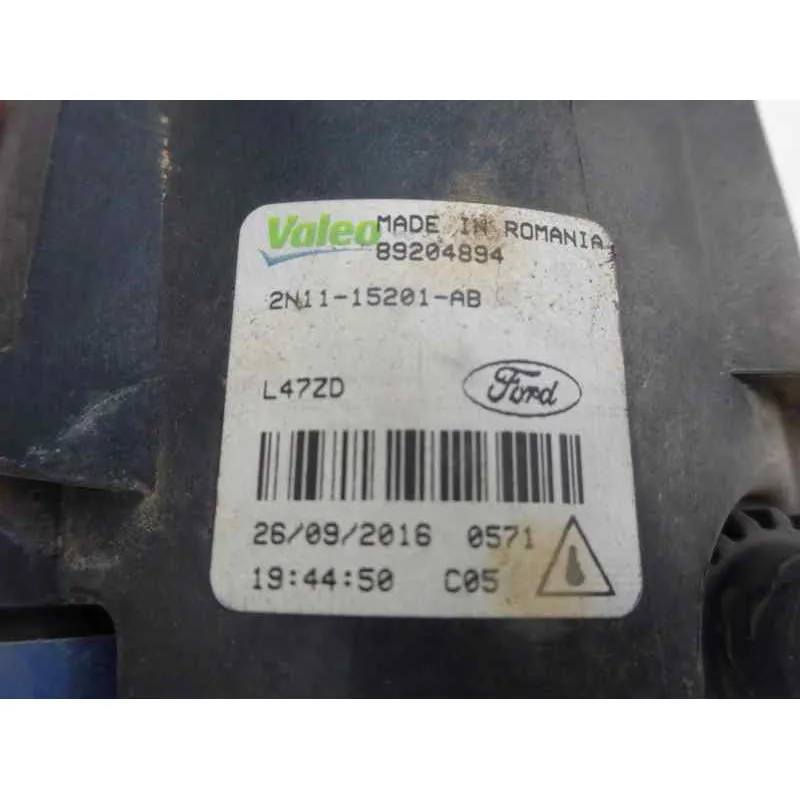 Valeo MADE IN ROMANIA
89204894
2N11-15201-AB
L47ZD Ford
26/09/2016 0571
19:44:50 C05